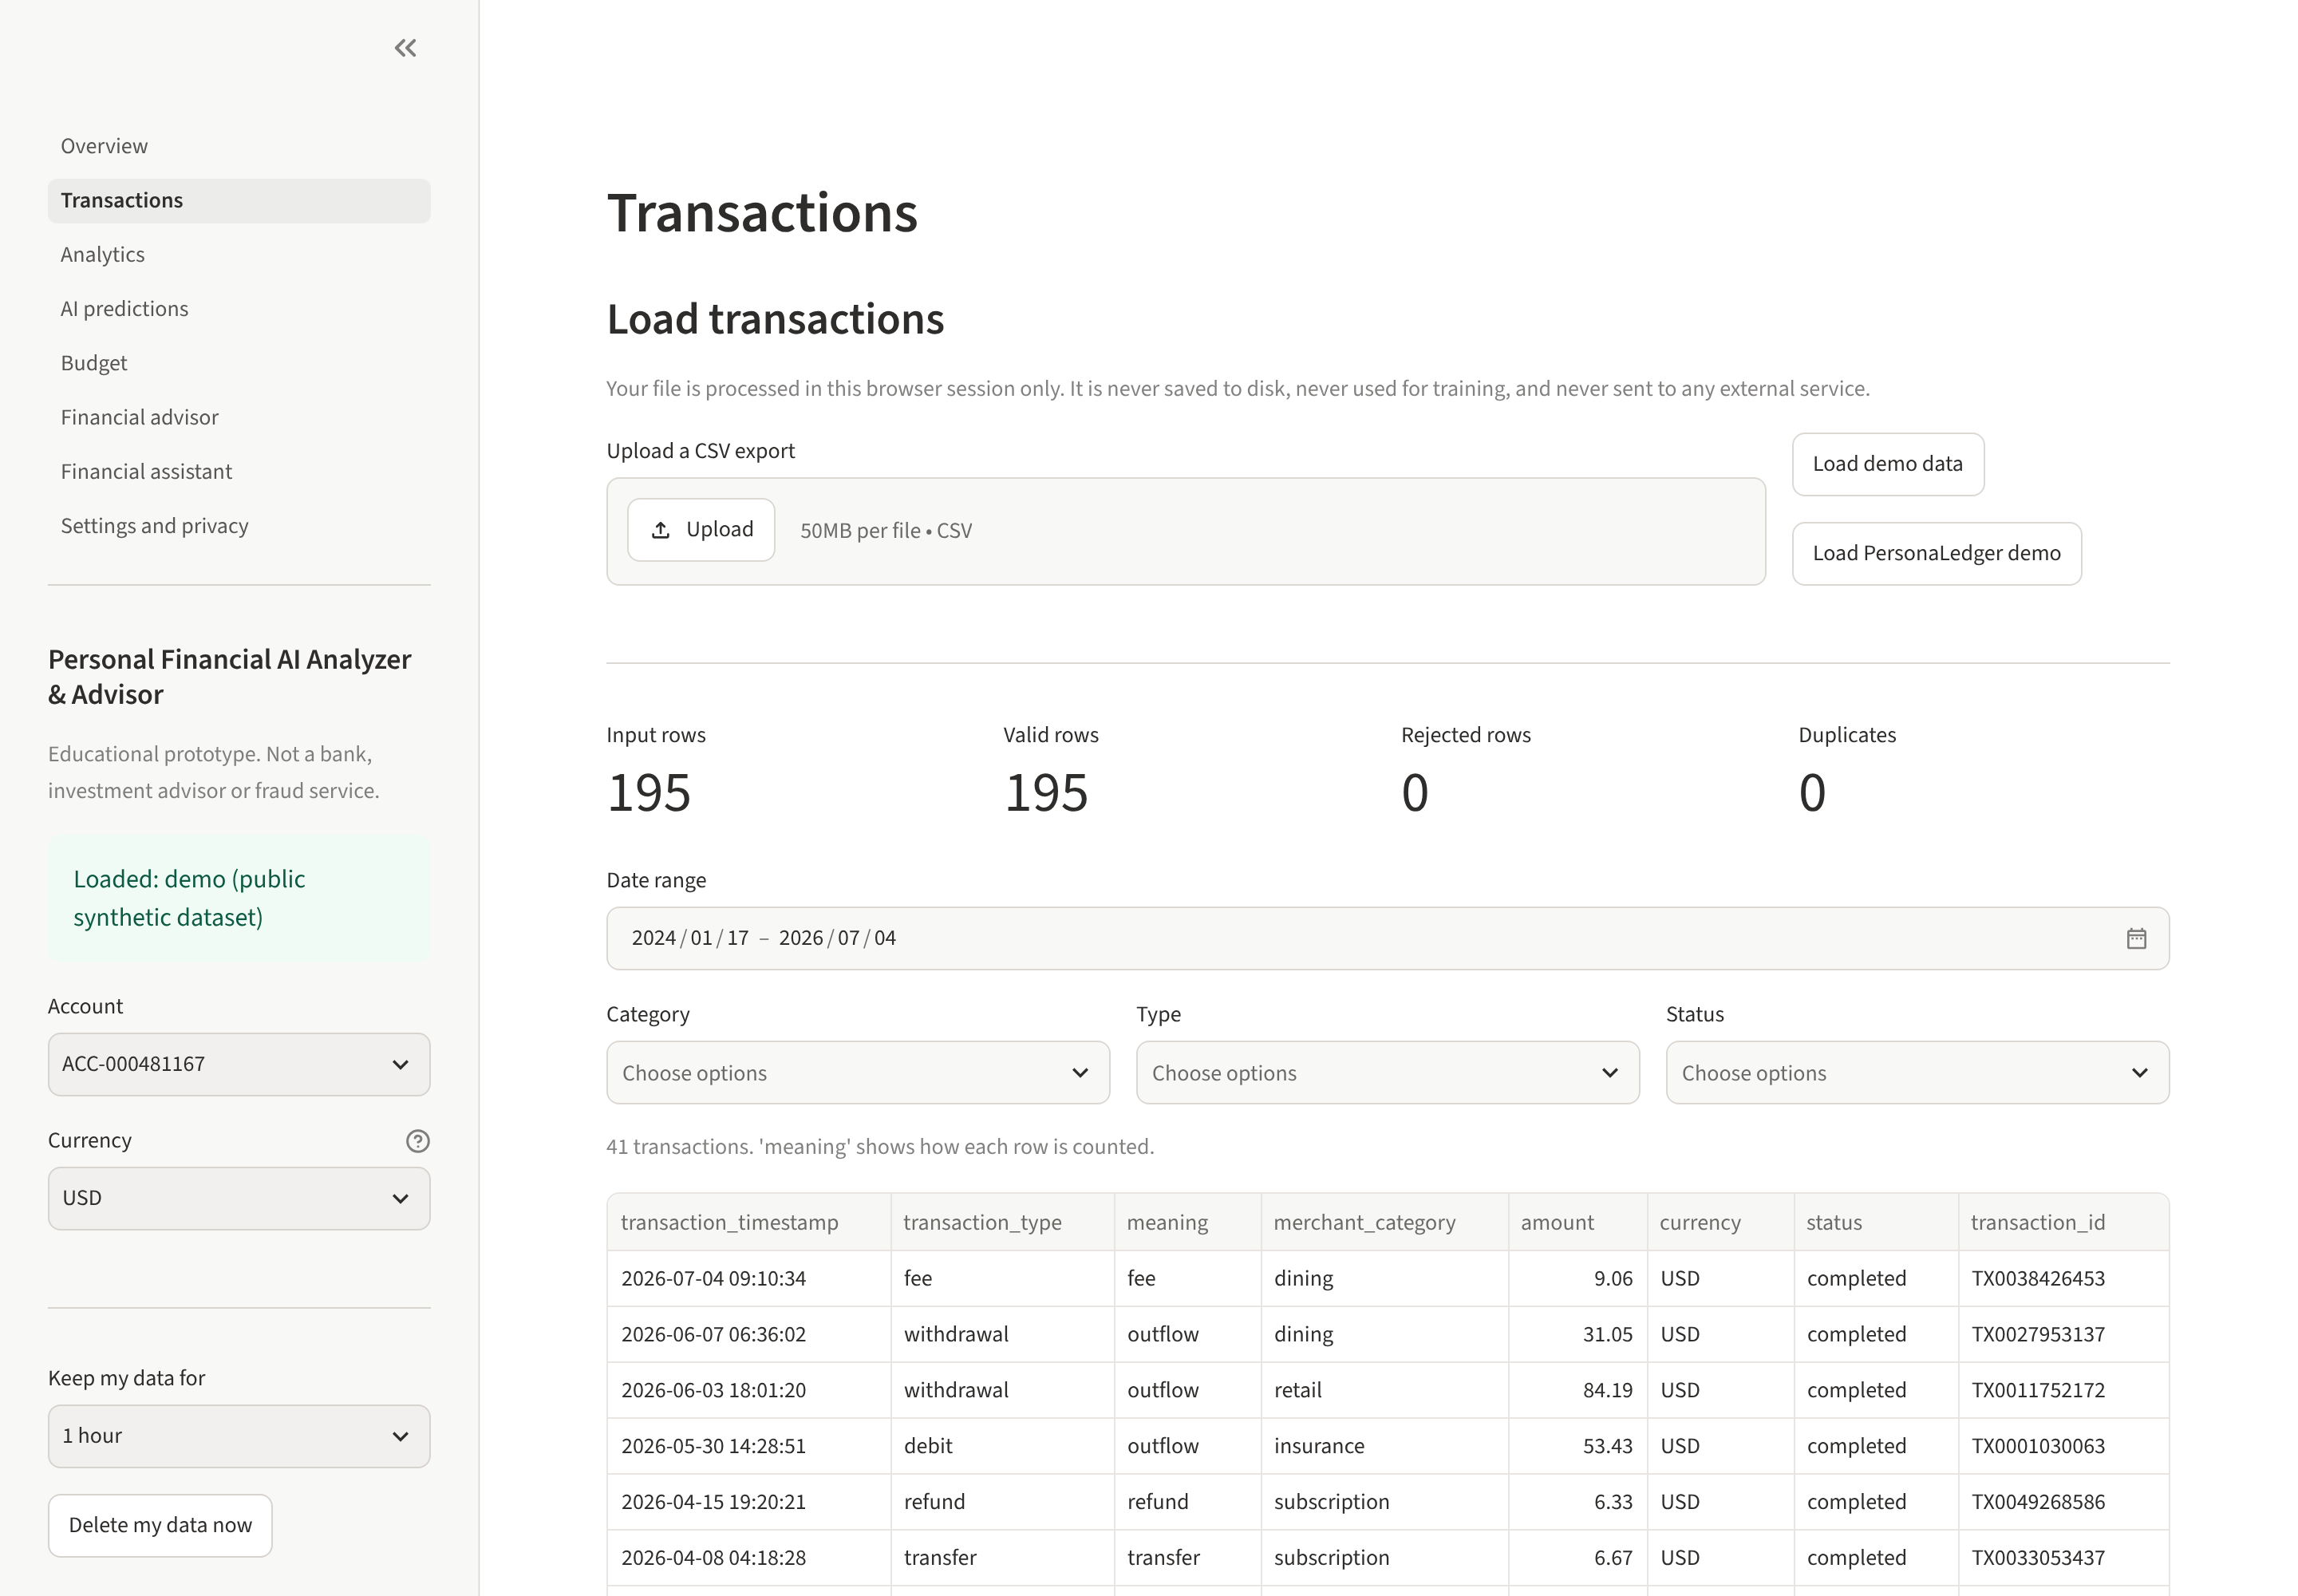 Overview
Transactions
Analytics
AI predictions
Budget
Financial advisor
Financial assistant
Settings and privacy
Personal Financial AI Analyzer
& Advisor
Educational prototype. Not a bank,
investment advisor or fraud service.
Loaded: demo (public
synthetic dataset)
Account
ACC-000481167
Currency
USD
Keep my data for
1 hour
Delete my data now
Transactions
Load transactions
Your file is processed in this browser session only. It is never saved to disk, never used for training, and never sent to any external service.
Upload a CSV export
Upload 50MB per file • CSV
Load demo data
Load PersonaLedger demo
Input rows Valid rows Rejected rows Duplicates
195 195 0 0
Date range
2024/01/17 – 2026/07/04
Category Type Status
Choose options Choose options Choose options
41 transactions. 'meaning' shows how each row is counted.
transaction_timestamp transaction_type meaning merchant_category amount currency status transaction_id
2026-07-04 09:10:34 fee fee dining 9.06 USD completed TX0038426453
2026-06-07 06:36:02 withdrawal outflow dining 31.05 USD completed TX0027953137
2026-06-03 18:01:20 withdrawal outflow retail 84.19 USD completed TX0011752172
2026-05-30 14:28:51 debit outflow insurance 53.43 USD completed TX0001030063
2026-04-15 19:20:21 refund refund subscription 6.33 USD completed TX0049268586
2026-04-08 04:18:28 transfer transfer subscription 6.67 USD completed TX0033053437